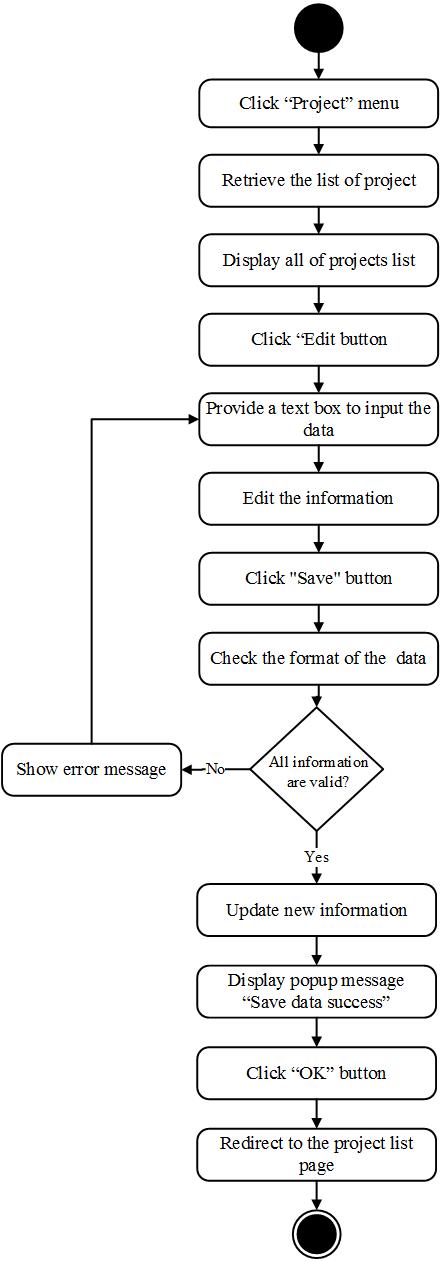 Click “Project” menu
Retrieve the list of project
Display all of projects list
Click “Edit button
Provide a text box to input the
data
Edit the information
Click "Save" button
Check the format of the  data
All information
are valid?
No
Show error message
Yes
Update new information
Display popup message
“Save data success”
Click “OK” button
Redirect to the project list
page